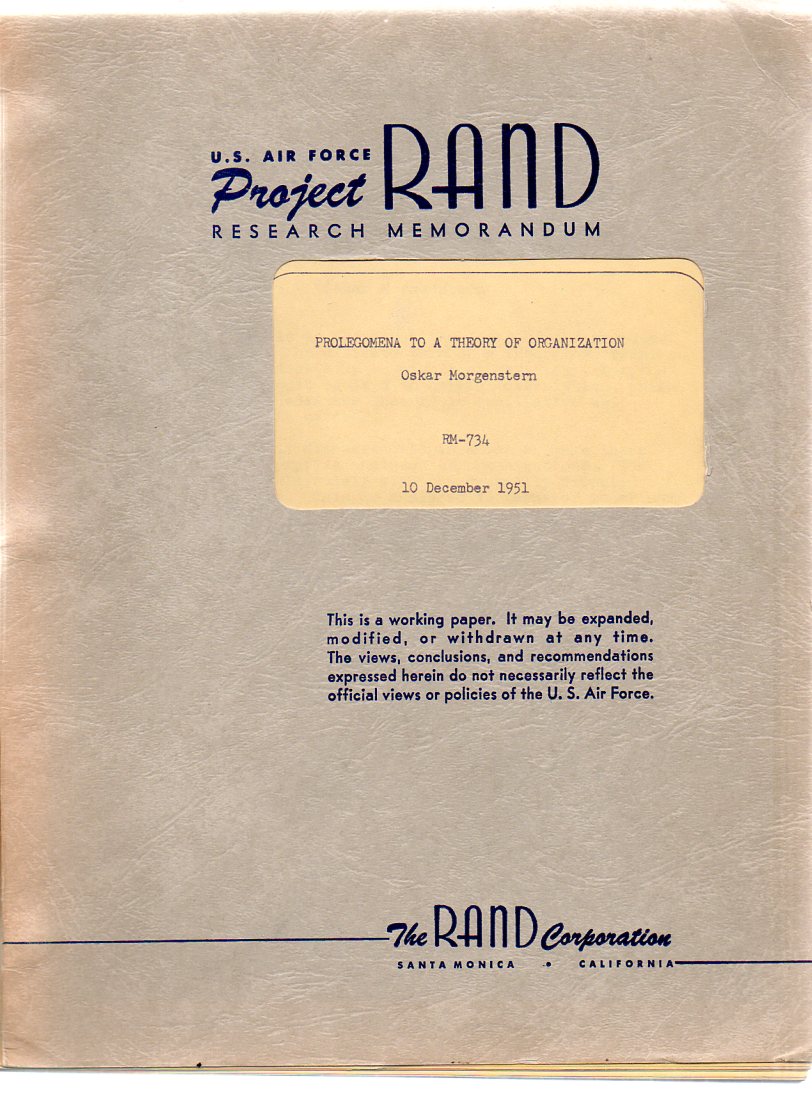 U.S. AIR FORCE
Project RAND
RESEARCH MEMORANDUM
PROLEGOMENA TO A THEORY OF ORGANIZATION
Oskar Morgenstern
RM-734
10 December 1951
This is a working paper. It may be expanded,
modified, or withdrawn at any time.
The views, conclusions, and recommendations
expressed herein do not necessarily reflect the
official views or policies of the U. S. Air Force.
The RAND Corporation
SANTA MONICA • CALIFORNIA